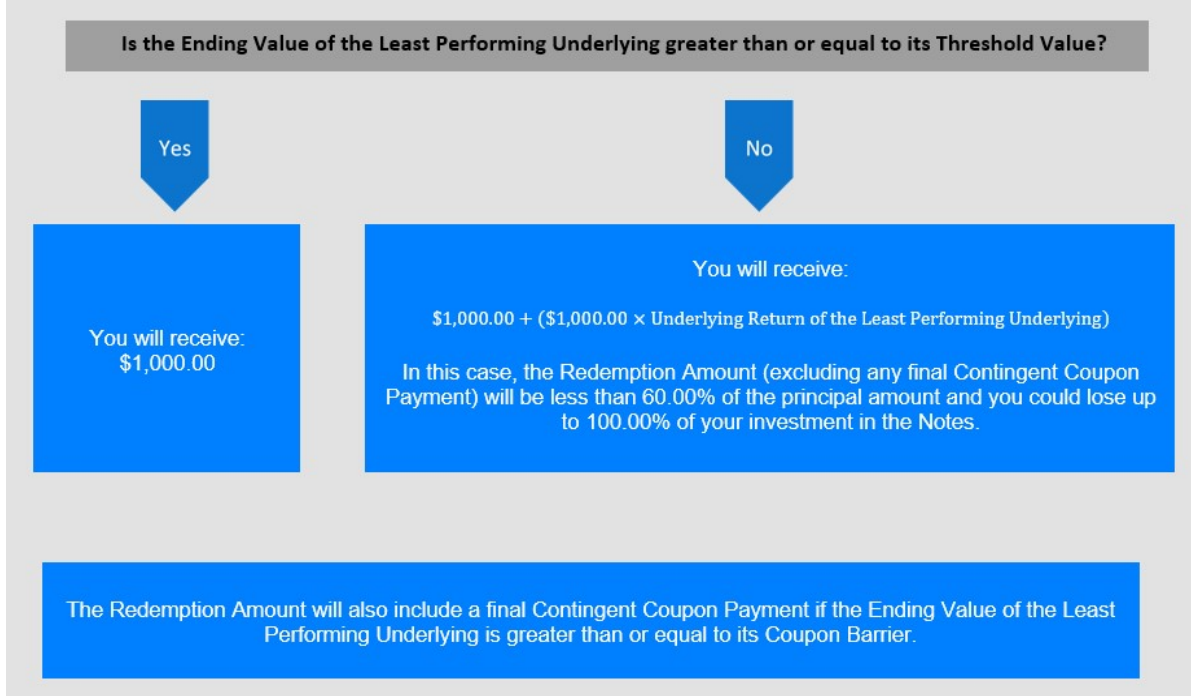 Is the Ending Value of the Least Performing Underlying greater than or equal to its Threshold Value?
Yes
No
You will receive:
$1,000.00
You will receive:
$1,000.00 + ($1,000.00 × Underlying Return of the Least Performing Underlying)
In this case, the Redemption Amount (excluding any final Contingent Coupon
Payment) will be less than 60.00% of the principal amount and you could lose up
to 100.00% of your investment in the Notes.
The Redemption Amount will also include a final Contingent Coupon Payment if the Ending Value of the Least
Performing Underlying is greater than or equal to its Coupon Barrier.